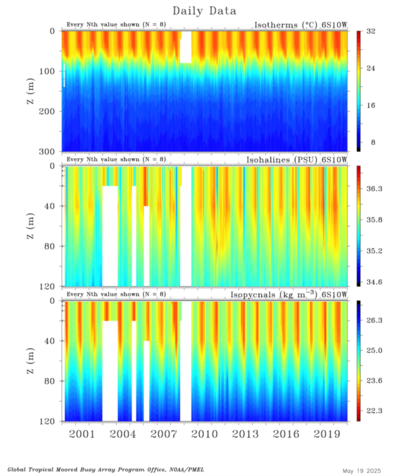 Daily Data
Every Nth value shown (N = 8) Isotherms (°C) 6S10W
0
100
200
300
Z (m)
32
24
16
8
Every Nth value shown (N = 8) Isohalines (PSU) 6S10W
0
40
80
120
Z (m)
36.3
35.8
35.2
34.6
Every Nth value shown (N = 8) Isopycnals (kg m⁻³) 6S10W
0
40
80
120
Z (m)
26.3
25.0
23.6
22.3
2001 2004 2007 2010 2013 2016 2019
Global Tropical Moored Buoy Array Program Office, NOAA/PMEL
May 19 2025